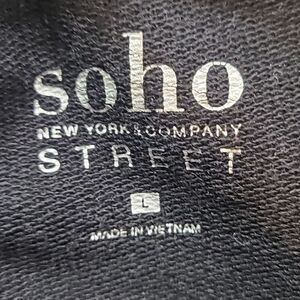 soho
NEW YORK & COMPANY
STREET
L
MADE IN VIETNAM